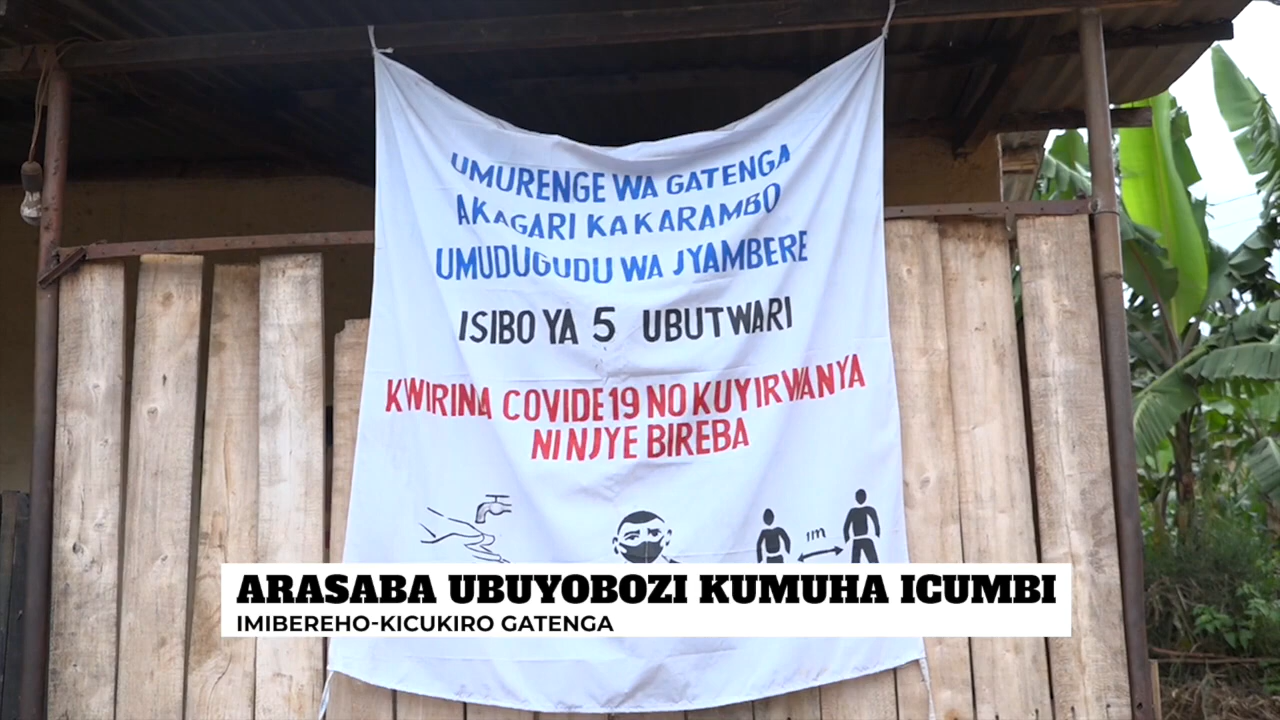 UMURENGE WA GATENGA
AKAGARI KA KARAMBO
UMUDUGUDU WA JYAMBERE
ISIBO YA 5 UBUTWARI
KWIRINA COVIDE 19 NO KUYIRWANYA
NI NJYE BIREBA
1M
ARASABA UBUYOBOZI KUMUHA ICUMBI
IMIBEREHO-KICUKIRO GATENGA